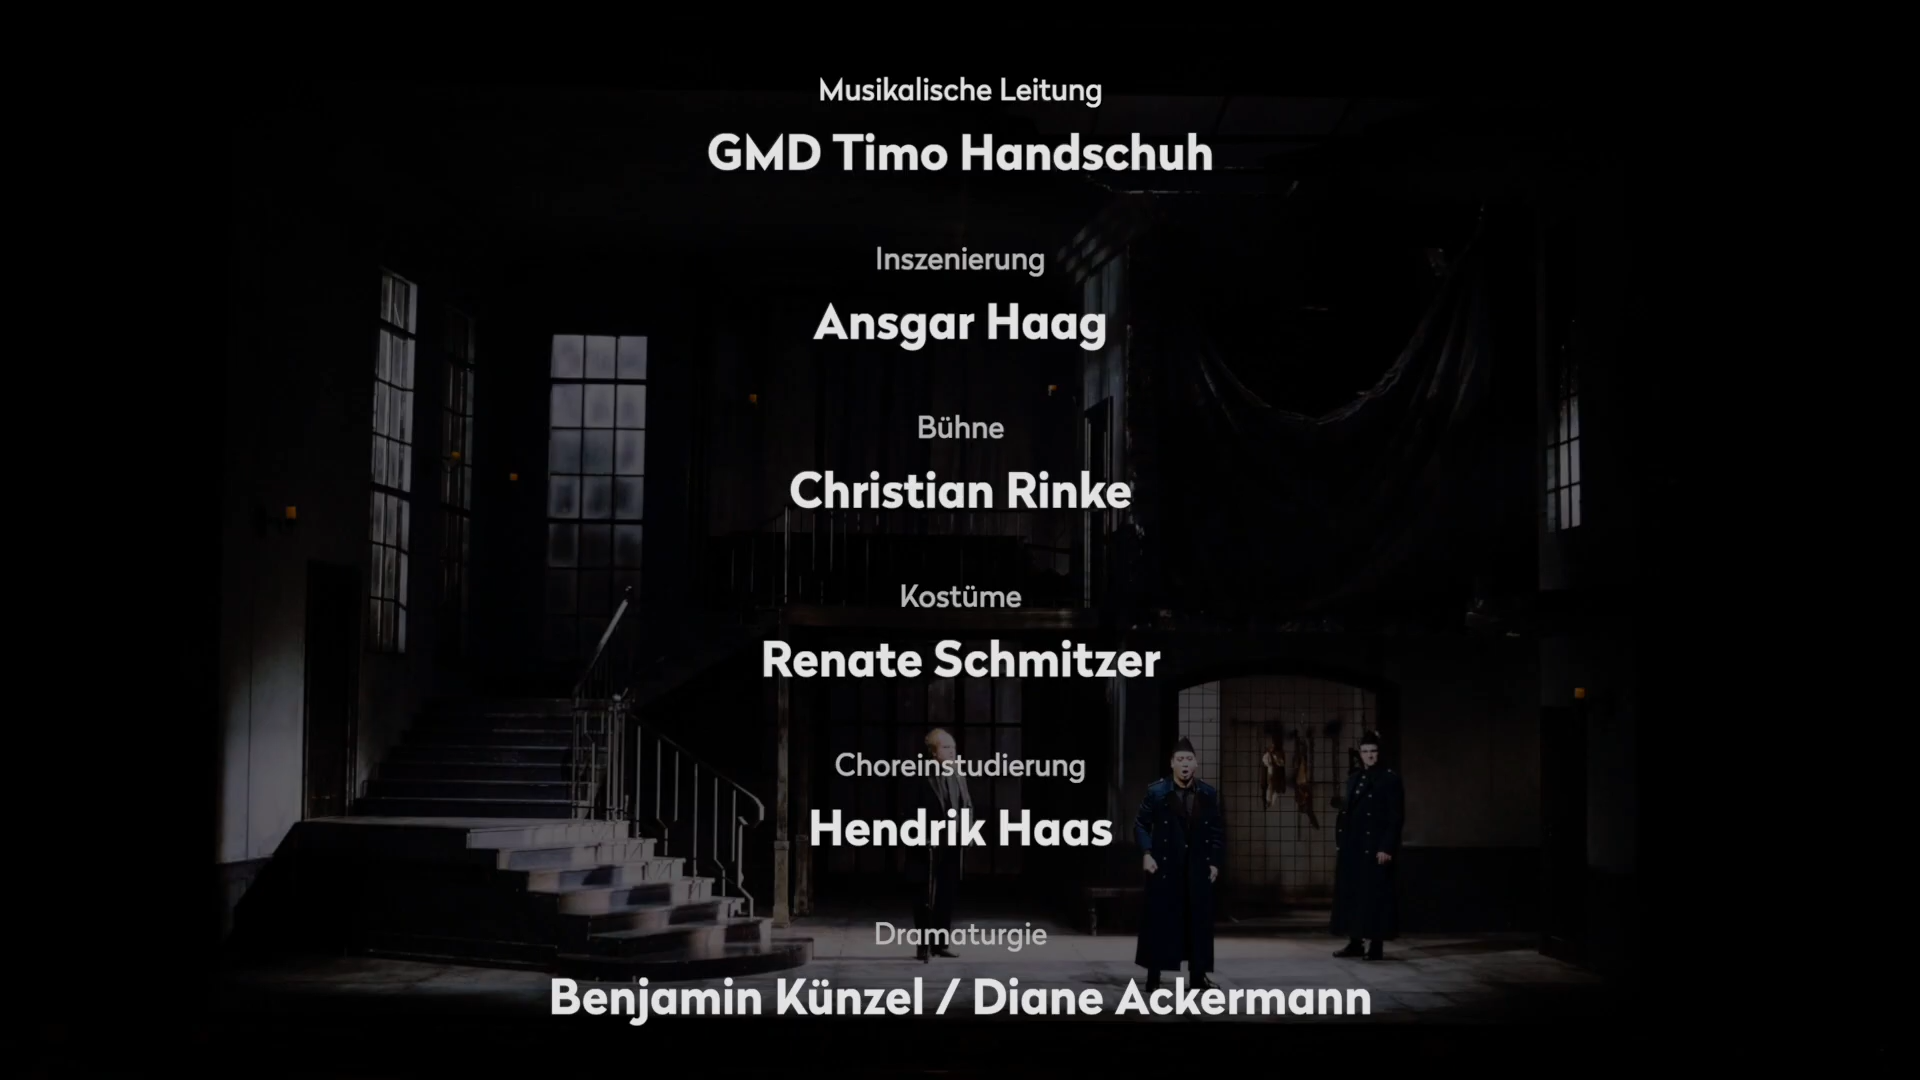 Musikalische Leitung
GMD Timo Handschuh
Inszenierung
Ansgar Haag
Bühne
Christian Rinke
Kostüme
Renate Schmitzer
Choreinstudierung
Hendrik Haas
Dramaturgie
Benjamin Künzel / Diane Ackermann